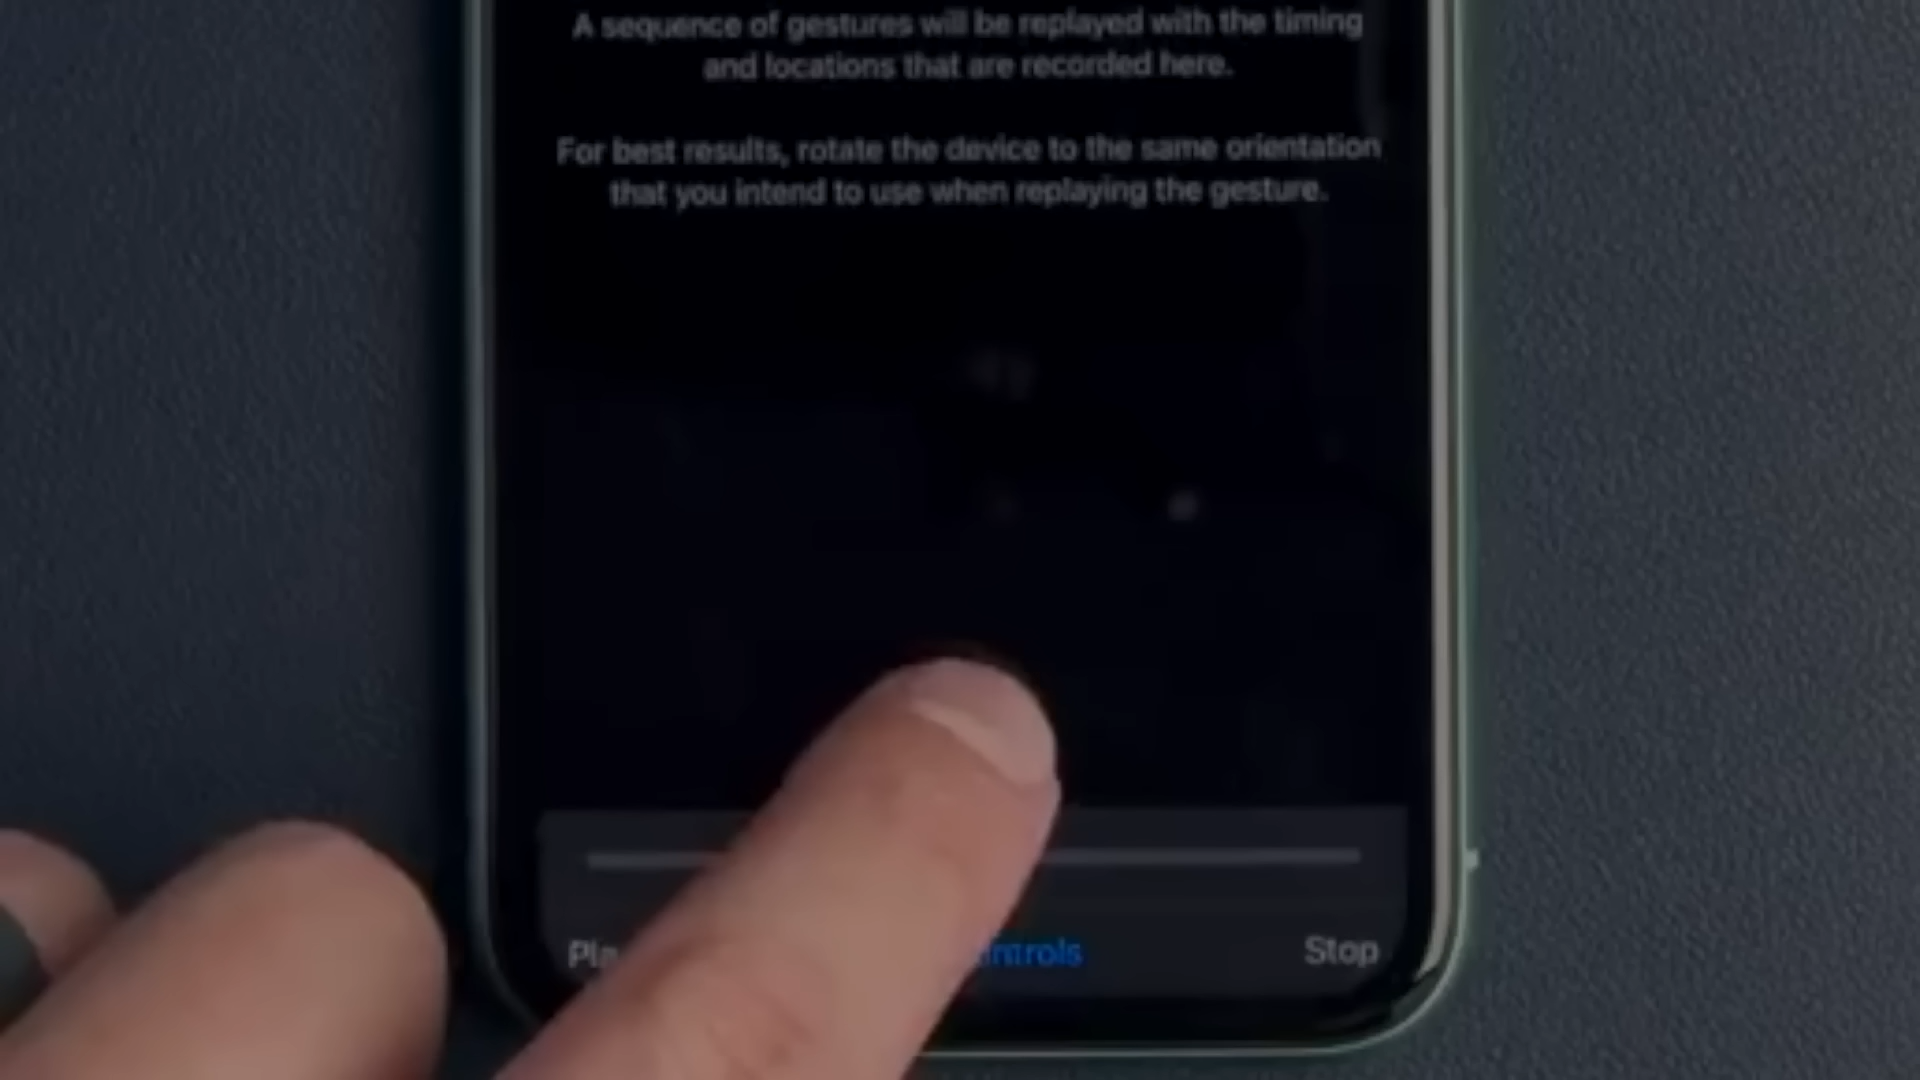 A sequence of gestures will be replayed with the timing
and locations that are recorded here.
For best results, rotate the device to the same orientation
that you intend to use when replaying the gesture.
Stop